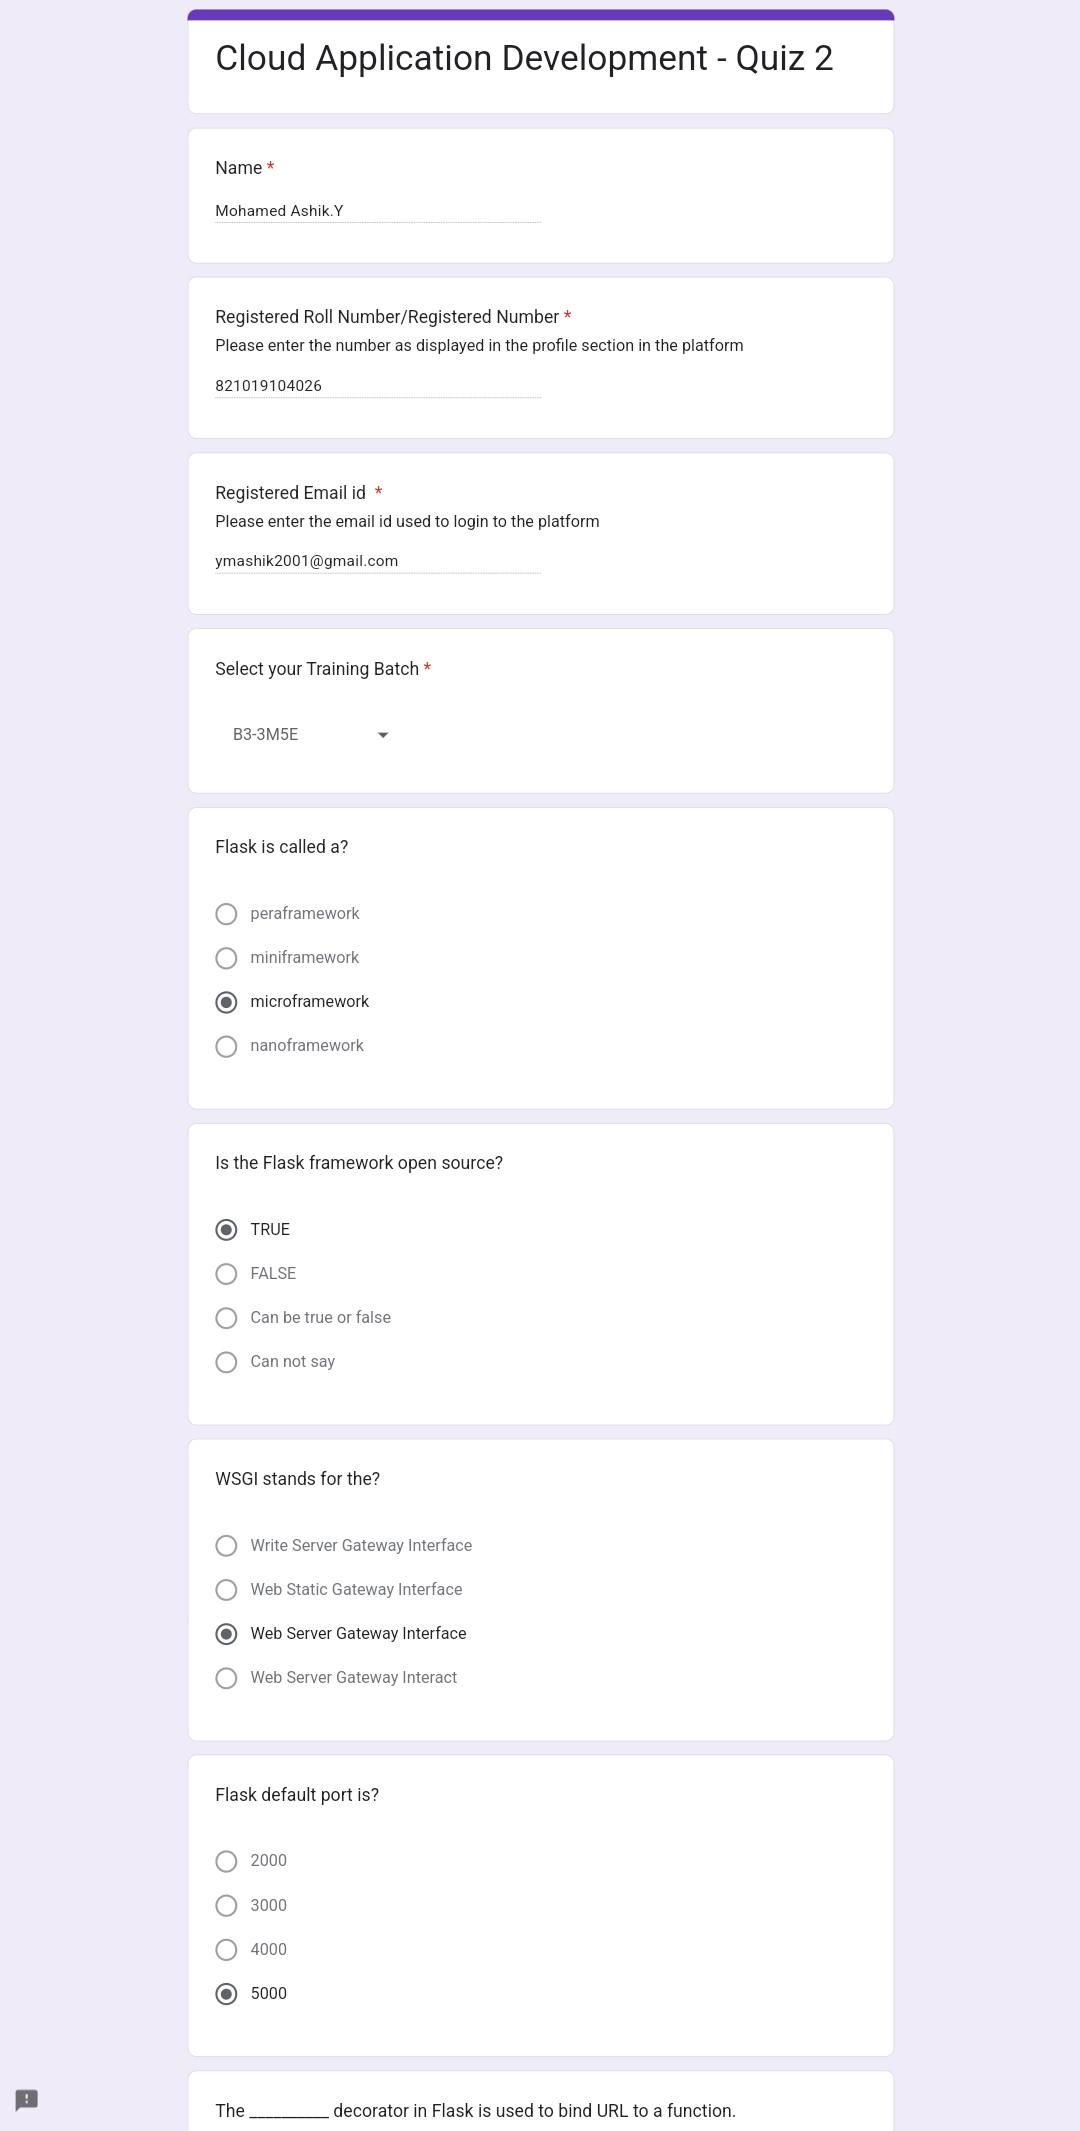 Cloud Application Development - Quiz 2
Name *
Mohamed Ashik.Y
Registered Roll Number/Registered Number *
Please enter the number as displayed in the profile section in the platform
821019104026
Registered Email id *
Please enter the email id used to login to the platform
ymashik2001@gmail.com
Select your Training Batch *
B3-3M5E
Flask is called a?
peraframework
miniframework
microframework
nanoframework
Is the Flask framework open source?
TRUE
FALSE
Can be true or false
Can not say
WSGI stands for the?
Write Server Gateway Interface
Web Static Gateway Interface
Web Server Gateway Interface
Web Server Gateway Interact
Flask default port is?
2000
3000
4000
5000
The __________ decorator in Flask is used to bind URL to a function.